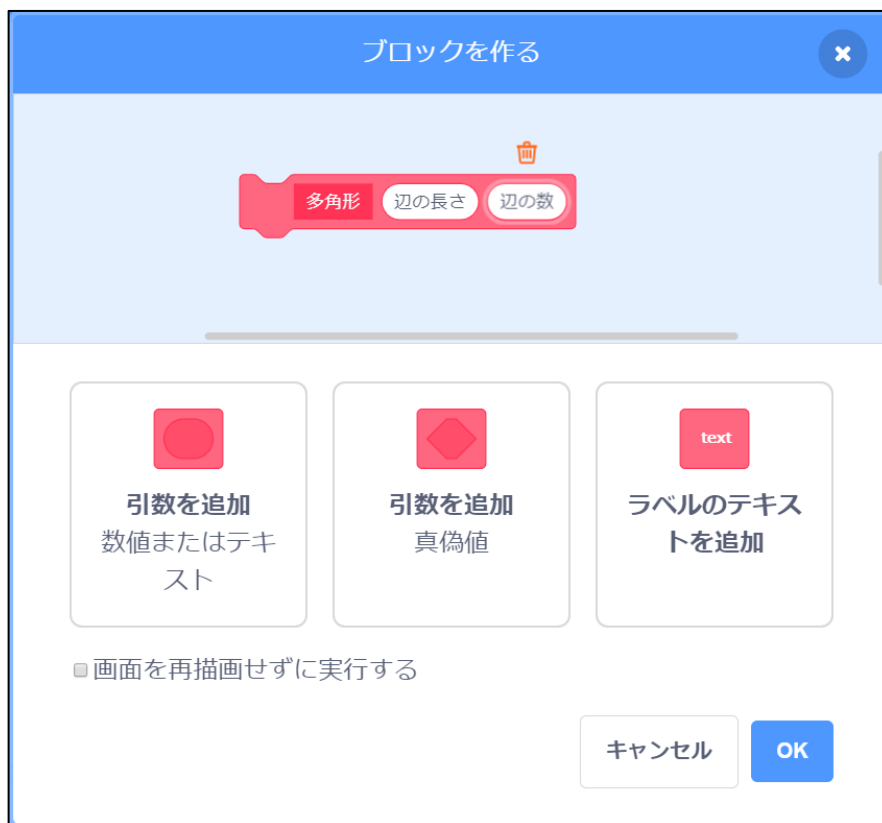 ブロックを作る
多角形 辺の長さ 辺の数
引数を追加
数値またはテキ
スト
引数を追加
真偽値
text
ラベルのテキス
トを追加
画面を再描画せずに実行する
キャンセル OK